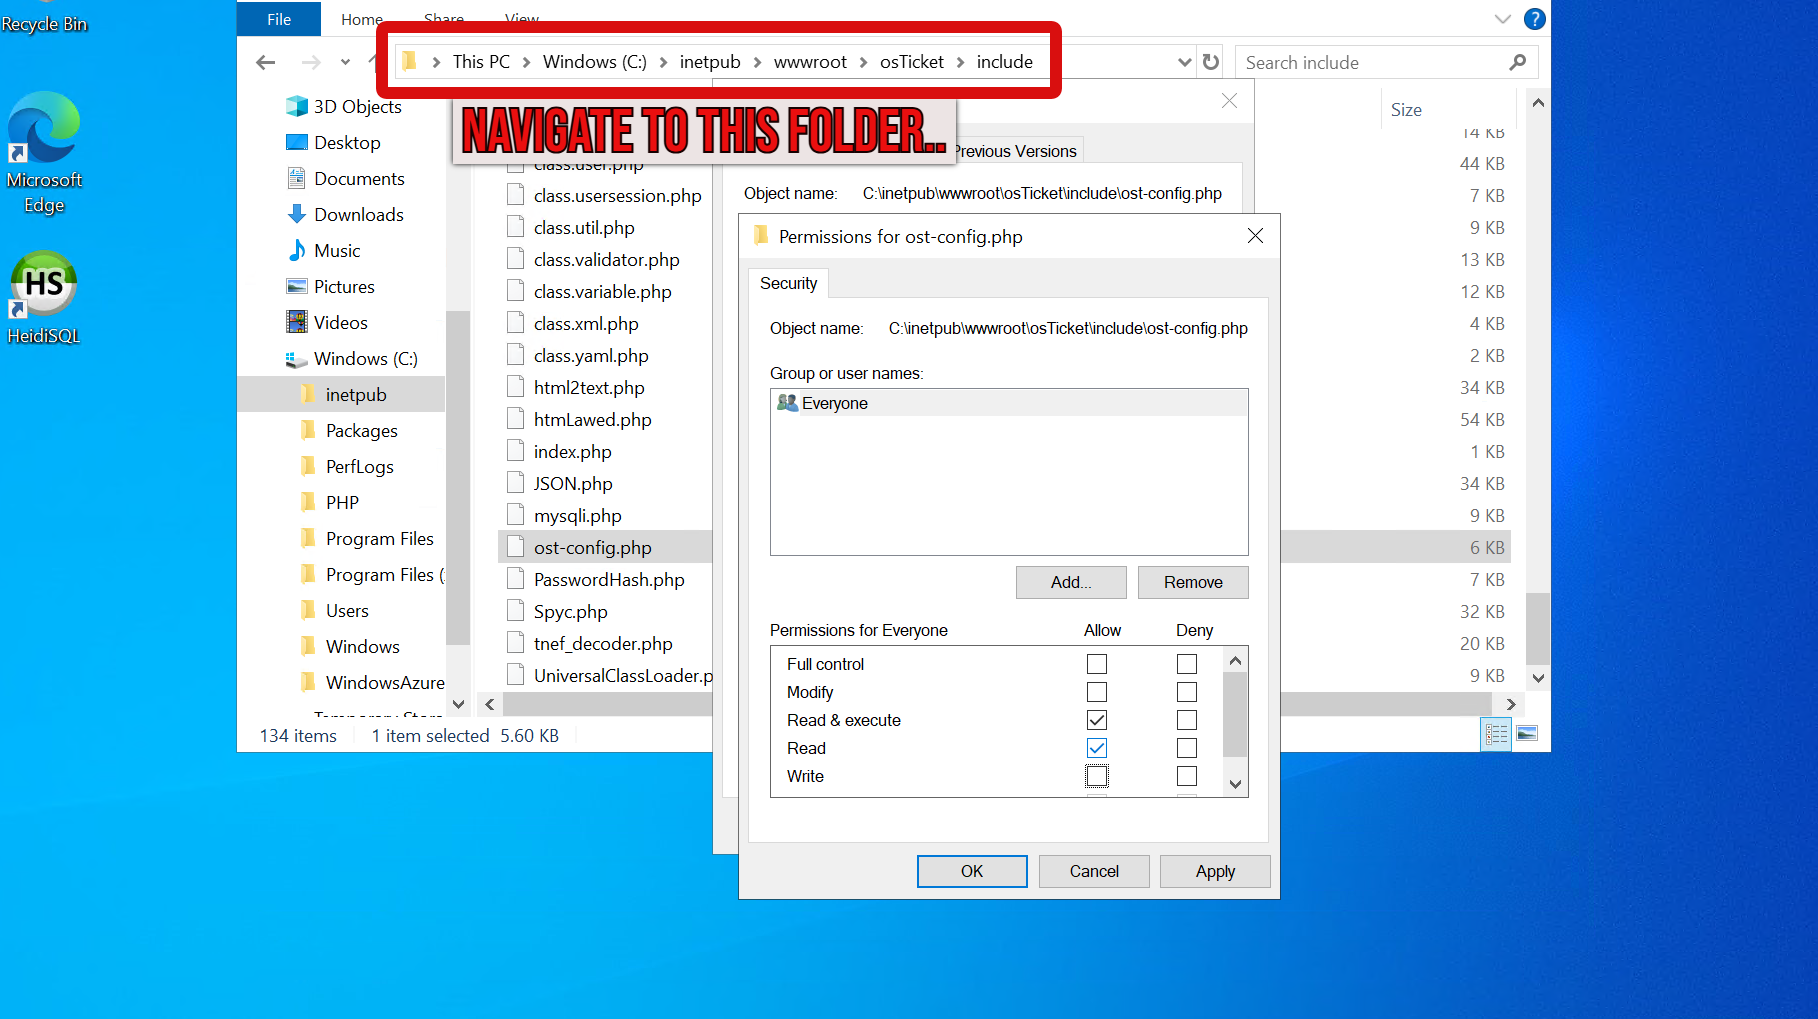 Recycle Bin
Microsoft
Edge
HS
HeidiSQL
File Home Share View
?
This PC Windows (C:) inetpub wwwroot osTicket include
Search include
NAVIGATE TO THIS FOLDER..
3D Objects
Desktop
Documents
Downloads
Music
Pictures
Videos
Windows (C:)
inetpub
Packages
PerfLogs
PHP
Program Files
Program Files (
Users
Windows
WindowsAzure
Temporary Stora
class.user.php
class.usersession.php
class.util.php
class.validator.php
class.variable.php
class.xml.php
class.yaml.php
html2text.php
htmLawed.php
index.php
JSON.php
mysqli.php
ost-config.php
PasswordHash.php
Spyc.php
tnef_decoder.php
UniversalClassLoader.p
Size
14 KB
44 KB
7 KB
9 KB
13 KB
12 KB
4 KB
2 KB
34 KB
54 KB
1 KB
34 KB
9 KB
6 KB
7 KB
32 KB
20 KB
9 KB
134 items 1 item selected 5.60 KB
Previous Versions
Object name: C:\inetpub\wwwroot\osTicket\include\ost-config.php
Permissions for ost-config.php
Security
Object name: C:\inetpub\wwwroot\osTicket\include\ost-config.php
Group or user names:
Everyone
Add... Remove
Permissions for Everyone Allow Deny
Full control
Modify
Read & execute
Read
Write
OK Cancel Apply